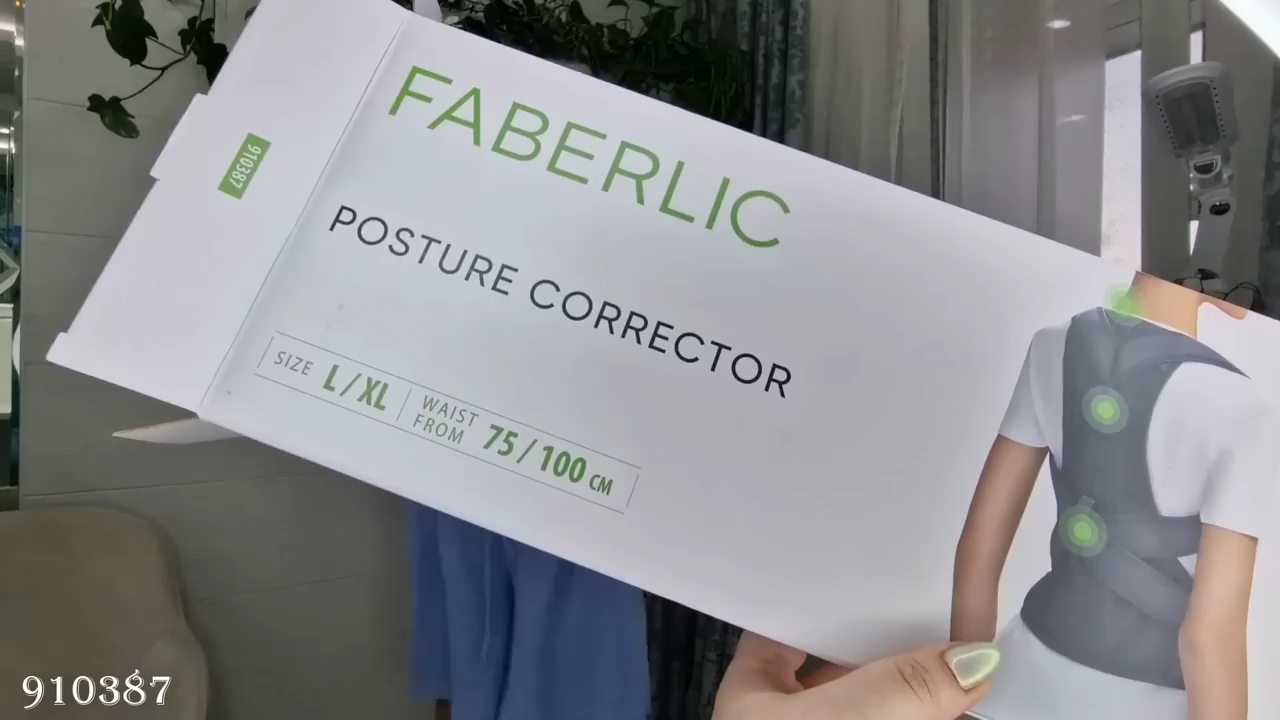 FABERLIC
910387
POSTURE CORRECTOR
SIZE L/XL | WAIST FROM 75/100 CM
910387